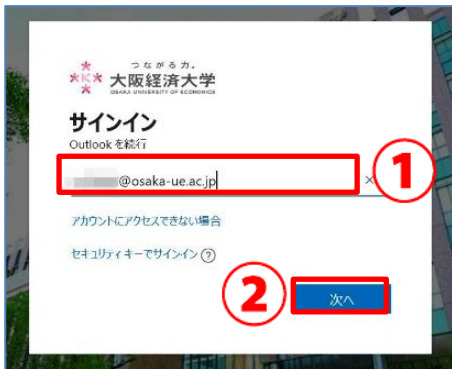 つながる力。
大阪経済大学
OSAKA UNIVERSITY OF ECONOMICS
サインイン
Outlook を続行
@osaka-ue.ac.jp
×
1
アカウントにアクセスできない場合
セキュリティ キーでサインイン ?
2
次へ